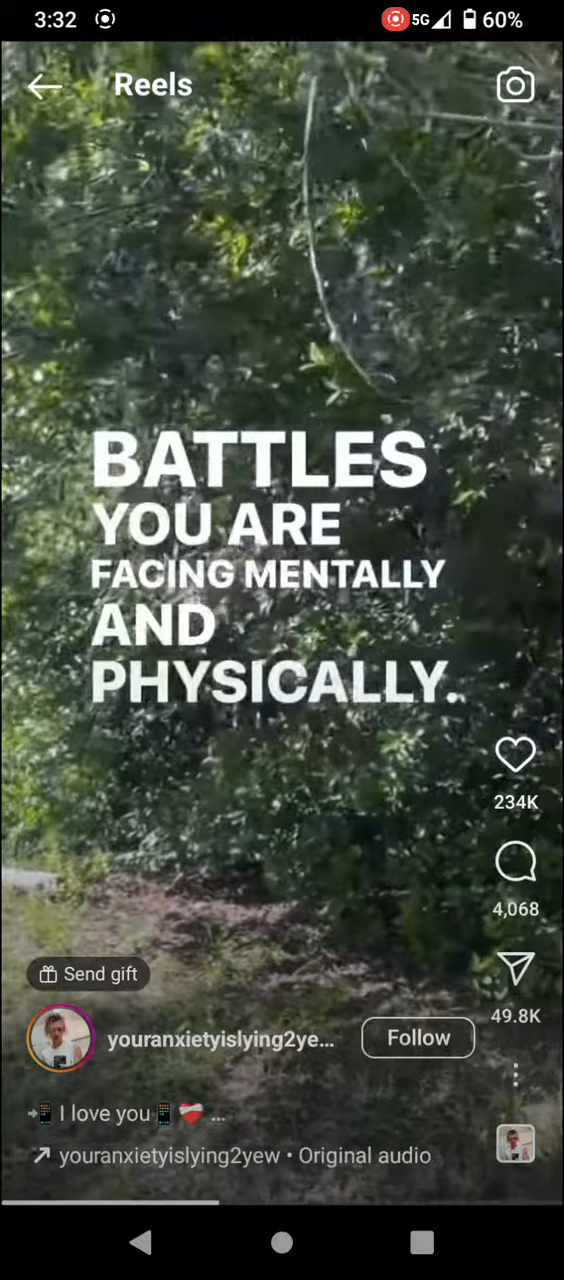 3:32
5G
60%
Reels
BATTLES
YOU ARE
FACING MENTALLY
AND
PHYSICALLY.
234K
4,068
Send gift
49.8K
youranxietyislying2ye...
Follow
I love you ...
youranxietyislying2yew • Original audio